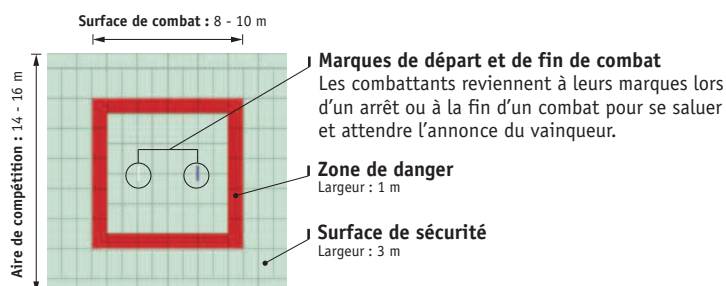 Surface de combat : 8 - 10 m
Aire de compétition : 14 - 16 m
Marques de départ et de fin de combat
Les combattants reviennent à leurs marques lors
d’un arrêt ou à la fin d’un combat pour se saluer
et attendre l’annonce du vainqueur.
Zone de danger
Largeur : 1 m
Surface de sécurité
Largeur : 3 m